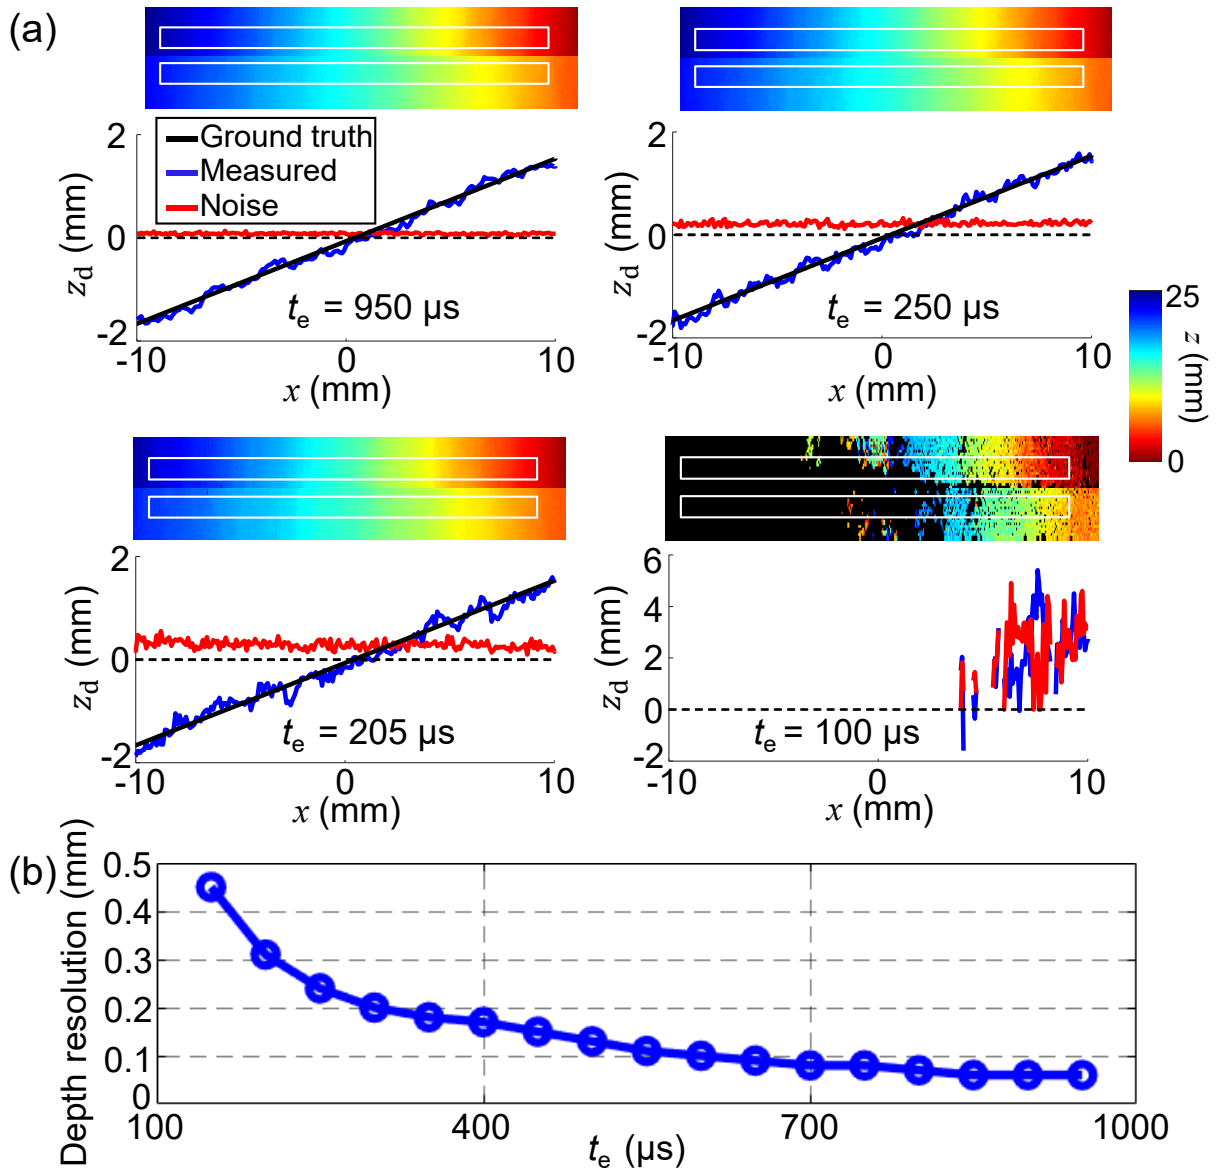 (a)
2
Ground truth
Measured
Noise
z_d (mm)
0
-2
t_e = 950 µs
-10 0 10
x (mm)
2
z_d (mm)
0
-2
t_e = 250 µs
-10 0 10
x (mm)
25
z (mm)
0
2
z_d (mm)
0
-2
t_e = 205 µs
-10 0 10
x (mm)
6
4
2
0
-2
z_d (mm)
t_e = 100 µs
-10 0 10
x (mm)
(b)
Depth resolution (mm)
0.5
0.4
0.3
0.2
0.1
0
100 400 700 1000
t_e (µs)